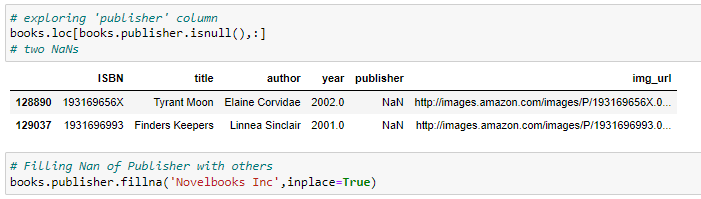 # exploring 'publisher' column
books.loc[books.publisher.isnull(),:]
# two NaNs
ISBN title author year publisher img_url
128890 193169656X Tyrant Moon Elaine Corvidae 2002.0 NaN http://images.amazon.com/images/P/193169656X.0...
129037 1931696993 Finders Keepers Linnea Sinclair 2001.0 NaN http://images.amazon.com/images/P/1931696993.0...
# Filling Nan of Publisher with others
books.publisher.fillna('Novelbooks Inc',inplace=True)